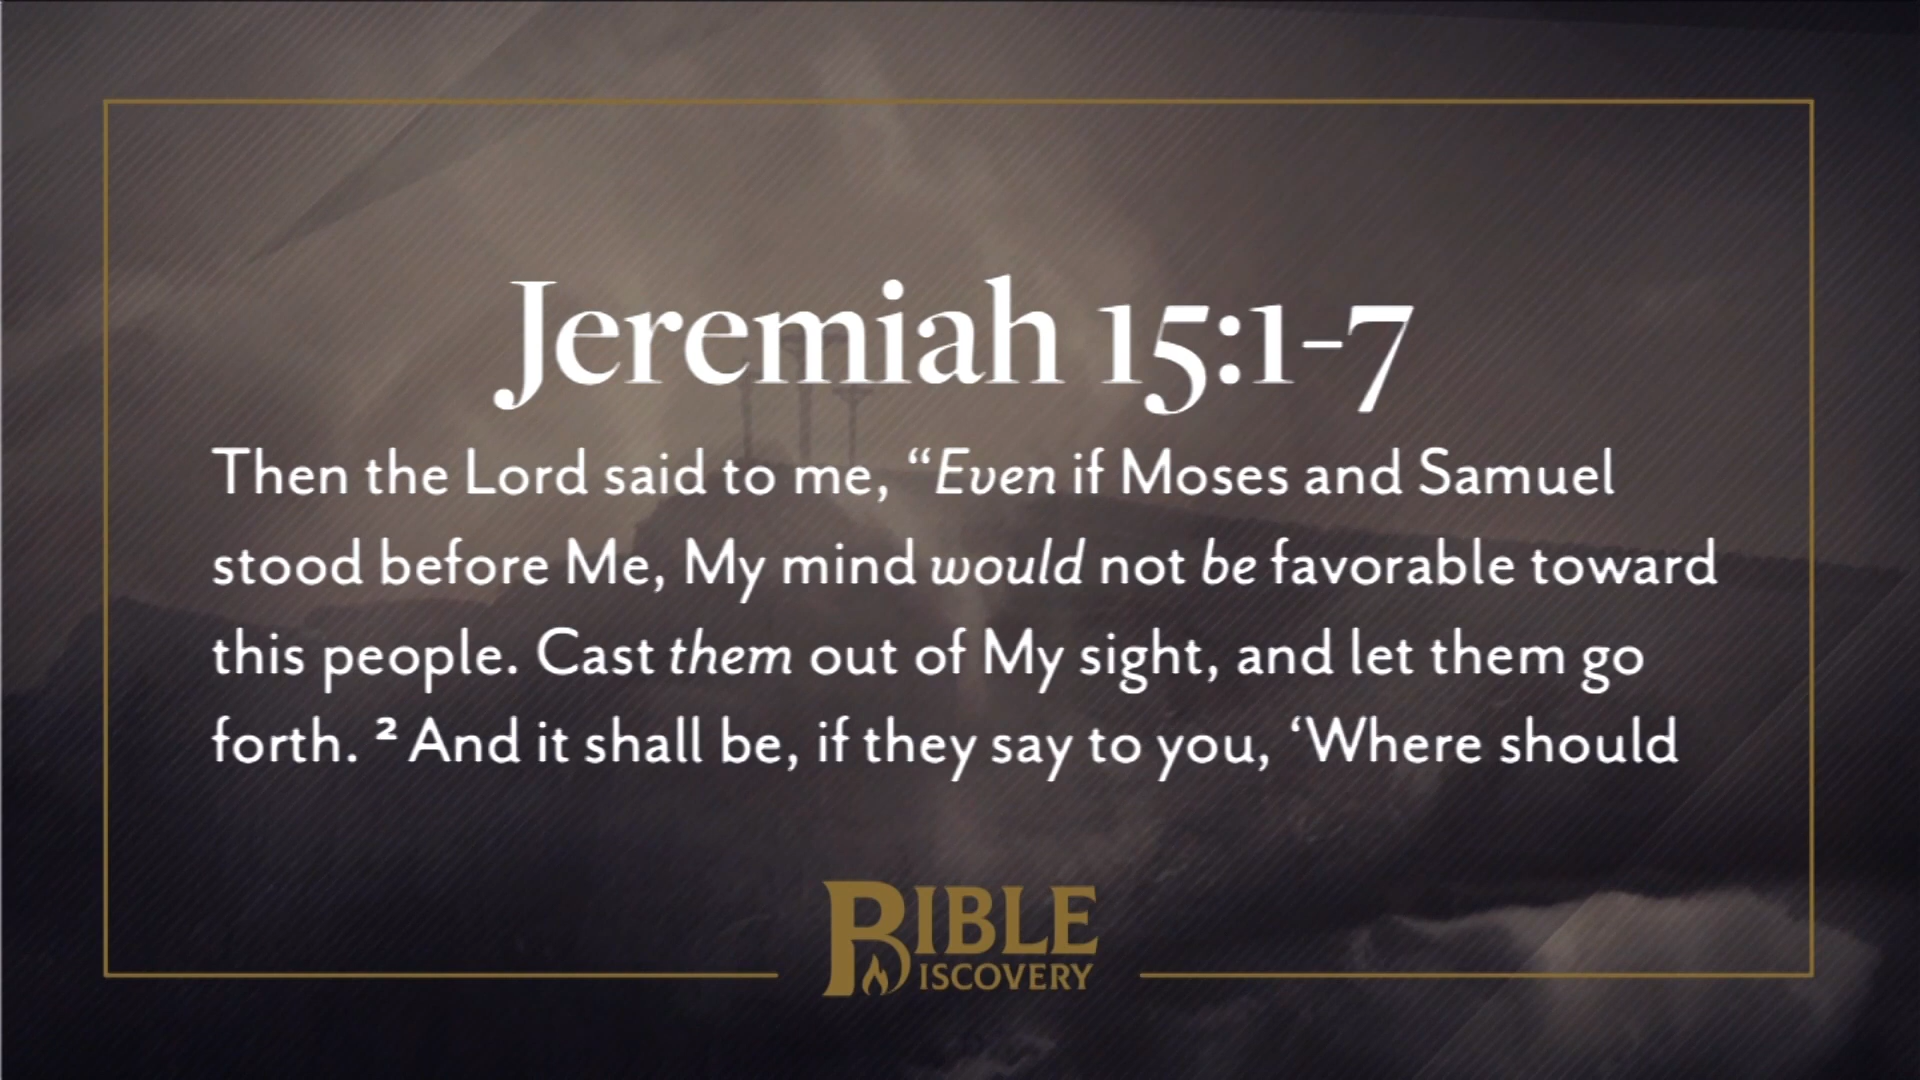 Jeremiah 15:1-7
Then the Lord said to me, “Even if Moses and Samuel
stood before Me, My mind would not be favorable toward
this people. Cast them out of My sight, and let them go
forth. ² And it shall be, if they say to you, ‘Where should
BIBLE
DISCOVERY